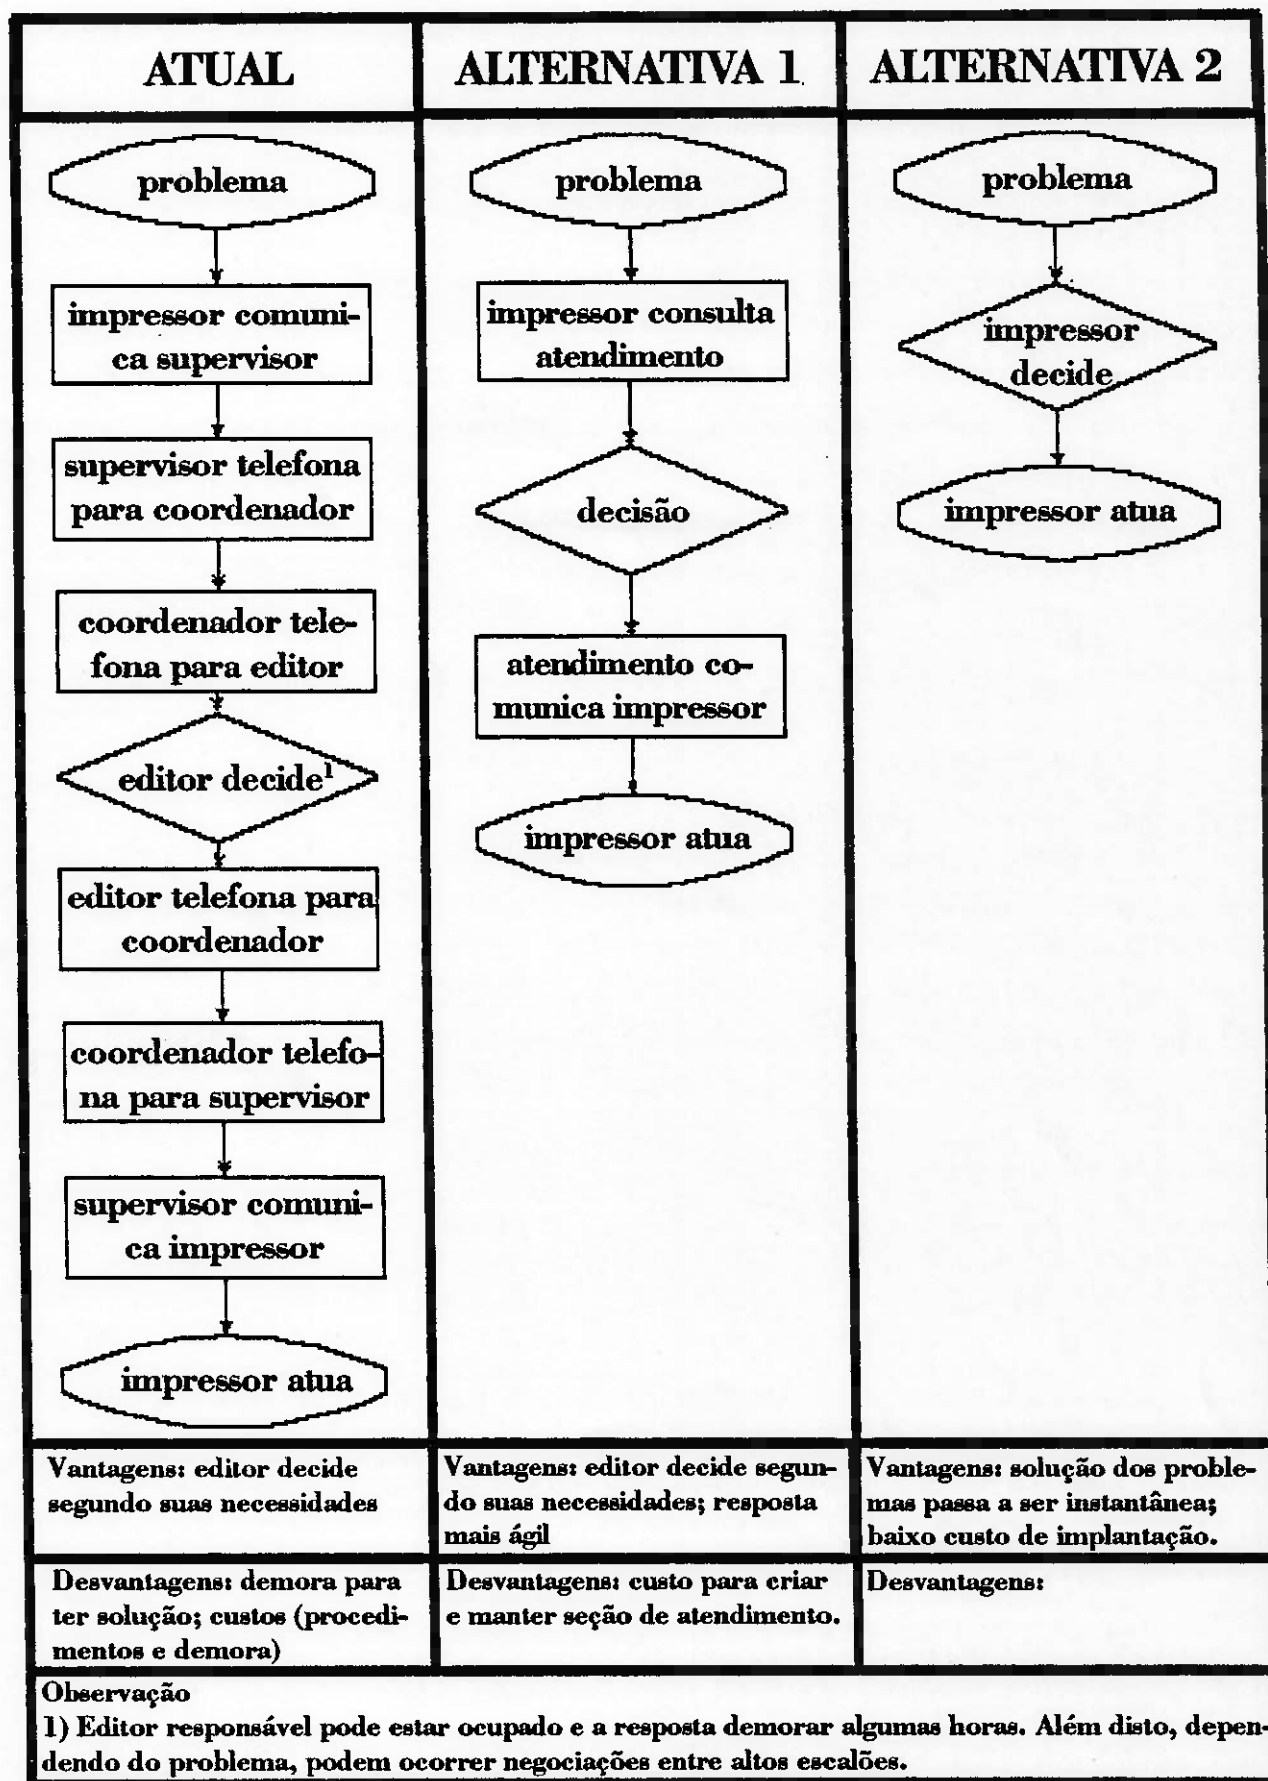 ATUAL
problema
impressor comuni-
ca supervisor
supervisor telefona
para coordenador
coordenador tele-
fona para editor
editor decide¹
editor telefona para
coordenador
coordenador telefo-
na para supervisor
supervisor comuni-
ca impressor
impressor atua
Vantagens: editor decide
segundo suas necessidades
Desvantagens: demora para
ter solução; custos (procedi-
mentos e demora)
ALTERNATIVA 1
problema
impressor consulta
atendimento
decisão
atendimento co-
munica impressor
impressor atua
Vantagens: editor decide segun-
do suas necessidades; resposta
mais ágil
Desvantagens: custo para criar
e manter seção de atendimento.
ALTERNATIVA 2
problema
impressor
decide
impressor atua
Vantagens: solução dos proble-
mas passa a ser instantânea;
baixo custo de implantação.
Desvantagens:
Observação
1) Editor responsável pode estar ocupado e a resposta demorar algumas horas. Além disto, depen-
dendo do problema, podem ocorrer negociações entre altos escalões.